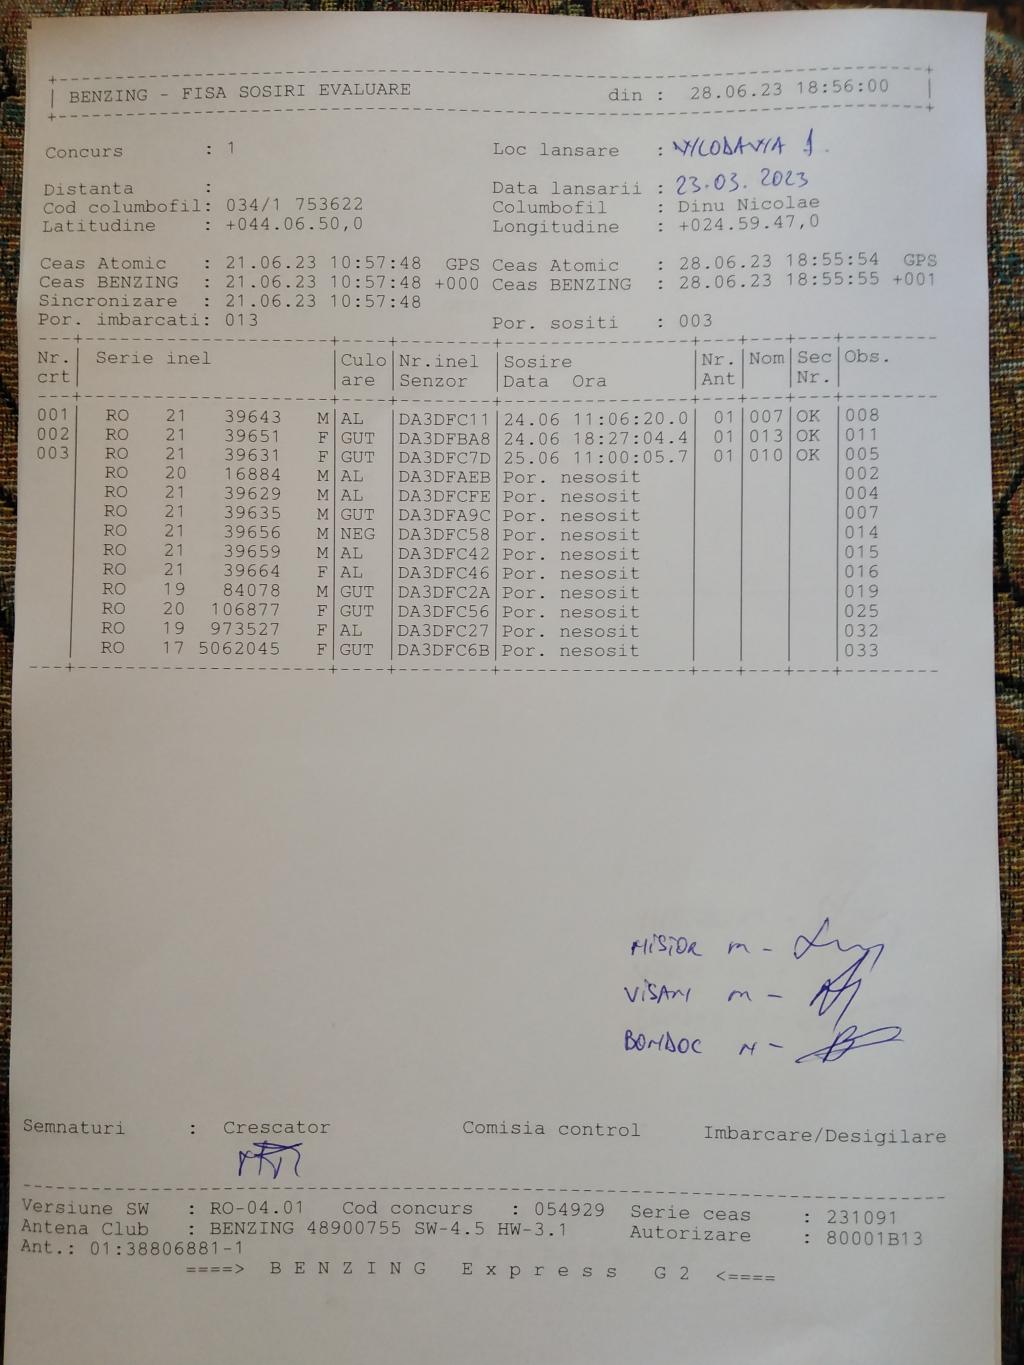 BENZING - FISA SOSIRI EVALUARE din : 28.06.23 18:56:00
Concurs : 1 Loc lansare : 
Distanta : Data lansarii : 23.03. 2023
Cod columbofil: 034/1 753622 Columbofil : Dinu Nicolae
Latitudine : +044.06.50,0 Longitudine : +024.59.47,0
Ceas Atomic : 21.06.23 10:57:48 GPS Ceas Atomic : 28.06.23 18:55:54 GPS
Ceas BENZING : 21.06.23 10:57:48 +000 Ceas BENZING : 28.06.23 18:55:55 +001
Sincronizare : 21.06.23 10:57:48
Por. imbarcati: 013 Por. sositi : 003
Nr. Serie inel Culo Nr.inel Sosire Nr. Nom Sec Obs.
crt are Senzor Data Ora Ant Nr.
001 RO 21 39643 M AL DA3DFC11 24.06 11:06:20.0 01 007 OK 008
002 RO 21 39651 F GUT DA3DFBA8 24.06 18:27:04.4 01 013 OK 011
003 RO 21 39631 F GUT DA3DFC7D 25.06 11:00:05.7 01 010 OK 005
RO 20 16884 M AL DA3DFAEB Por. nesosit 002
RO 21 39629 M AL DA3DFCFE Por. nesosit 004
RO 21 39635 M GUT DA3DFA9C Por. nesosit 007
RO 21 39656 M NEG DA3DFC58 Por. nesosit 014
RO 21 39659 M AL DA3DFC42 Por. nesosit 015
RO 21 39664 F AL DA3DFC46 Por. nesosit 016
RO 19 84078 M GUT DA3DFC2A Por. nesosit 019
RO 20 106877 F GUT DA3DFC56 Por. nesosit 025
RO 19 973527 F AL DA3DFC27 Por. nesosit 032
RO 17 5062045 F GUT DA3DFC6B Por. nesosit 033
MISIOR M -
VISAN M -
BONDOC N -
Semnaturi : Crescator Comisia control Imbarcare/Desigilare
Versiune SW : RO-04.01 Cod concurs : 054929 Serie ceas : 231091
Antena Club : BENZING 48900755 SW-4.5 HW-3.1 Autorizare : 80001B13
Ant.: 01:38806881-1
====> B E N Z I N G E x p r e s s G 2 <====